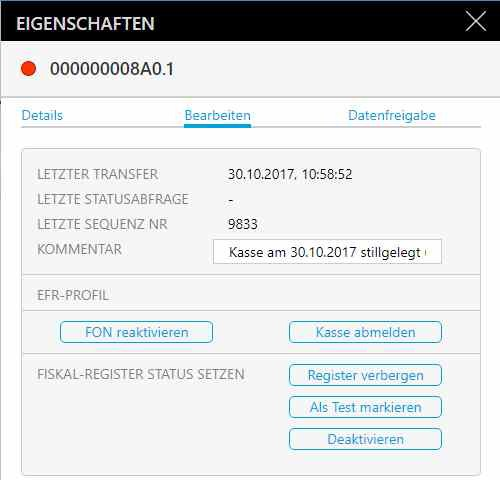 EIGENSCHAFTEN
000000008A0.1
Details Bearbeiten Datenfreigabe
LETZTER TRANSFER 30.10.2017, 10:58:52
LETZTE STATUSABFRAGE -
LETZTE SEQUENZ NR 9833
KOMMENTAR Kasse am 30.10.2017 stillgelegt
EFR-PROFIL
FON reaktivieren Kasse abmelden
FISKAL-REGISTER STATUS SETZEN Register verbergen
Als Test markieren
Deaktivieren